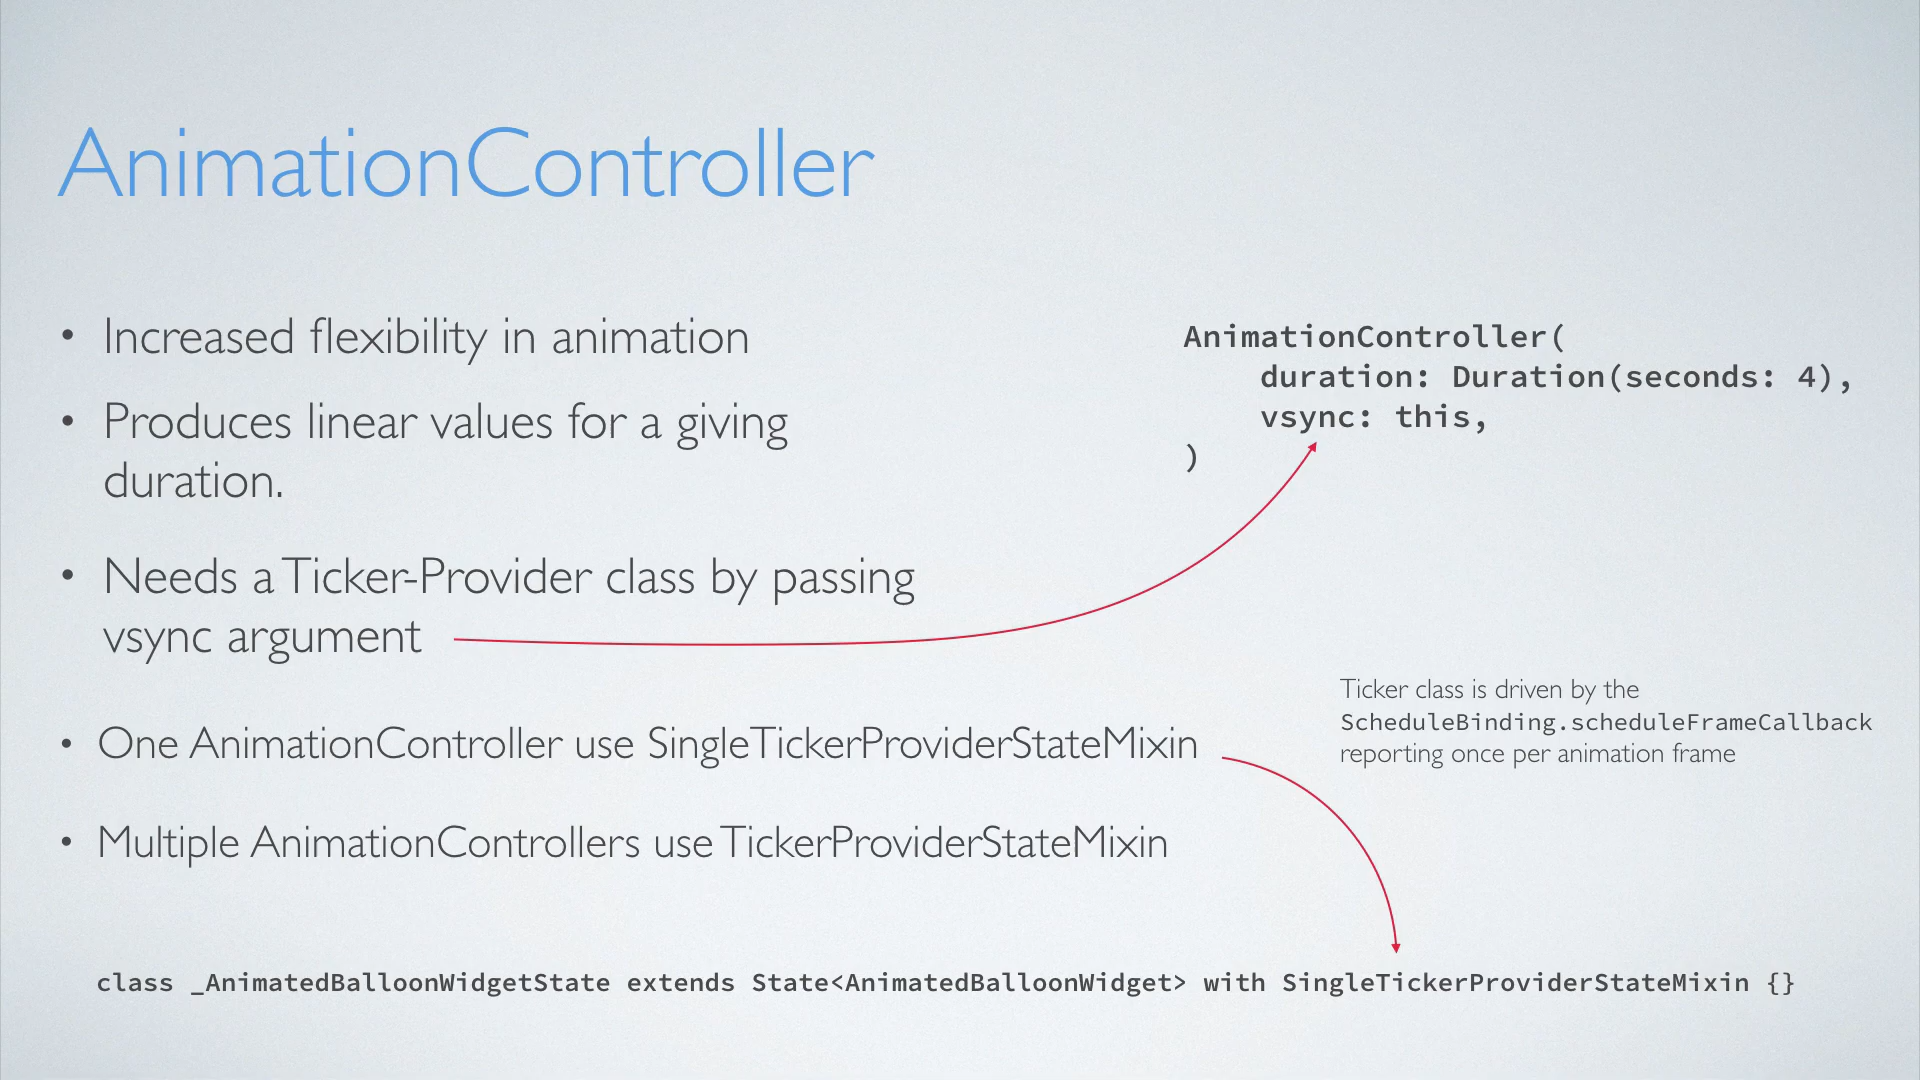 AnimationController
• Increased flexibility in animation
• Produces linear values for a giving
duration.
• Needs a Ticker-Provider class by passing
vsync argument
• One AnimationController use SingleTickerProviderStateMixin
• Multiple AnimationControllers use TickerProviderStateMixin
AnimationController(
    duration: Duration(seconds: 4),
    vsync: this,
)
Ticker class is driven by the
ScheduleBinding.scheduleFrameCallback
reporting once per animation frame
class _AnimatedBalloonWidgetState extends State<AnimatedBalloonWidget> with SingleTickerProviderStateMixin {}